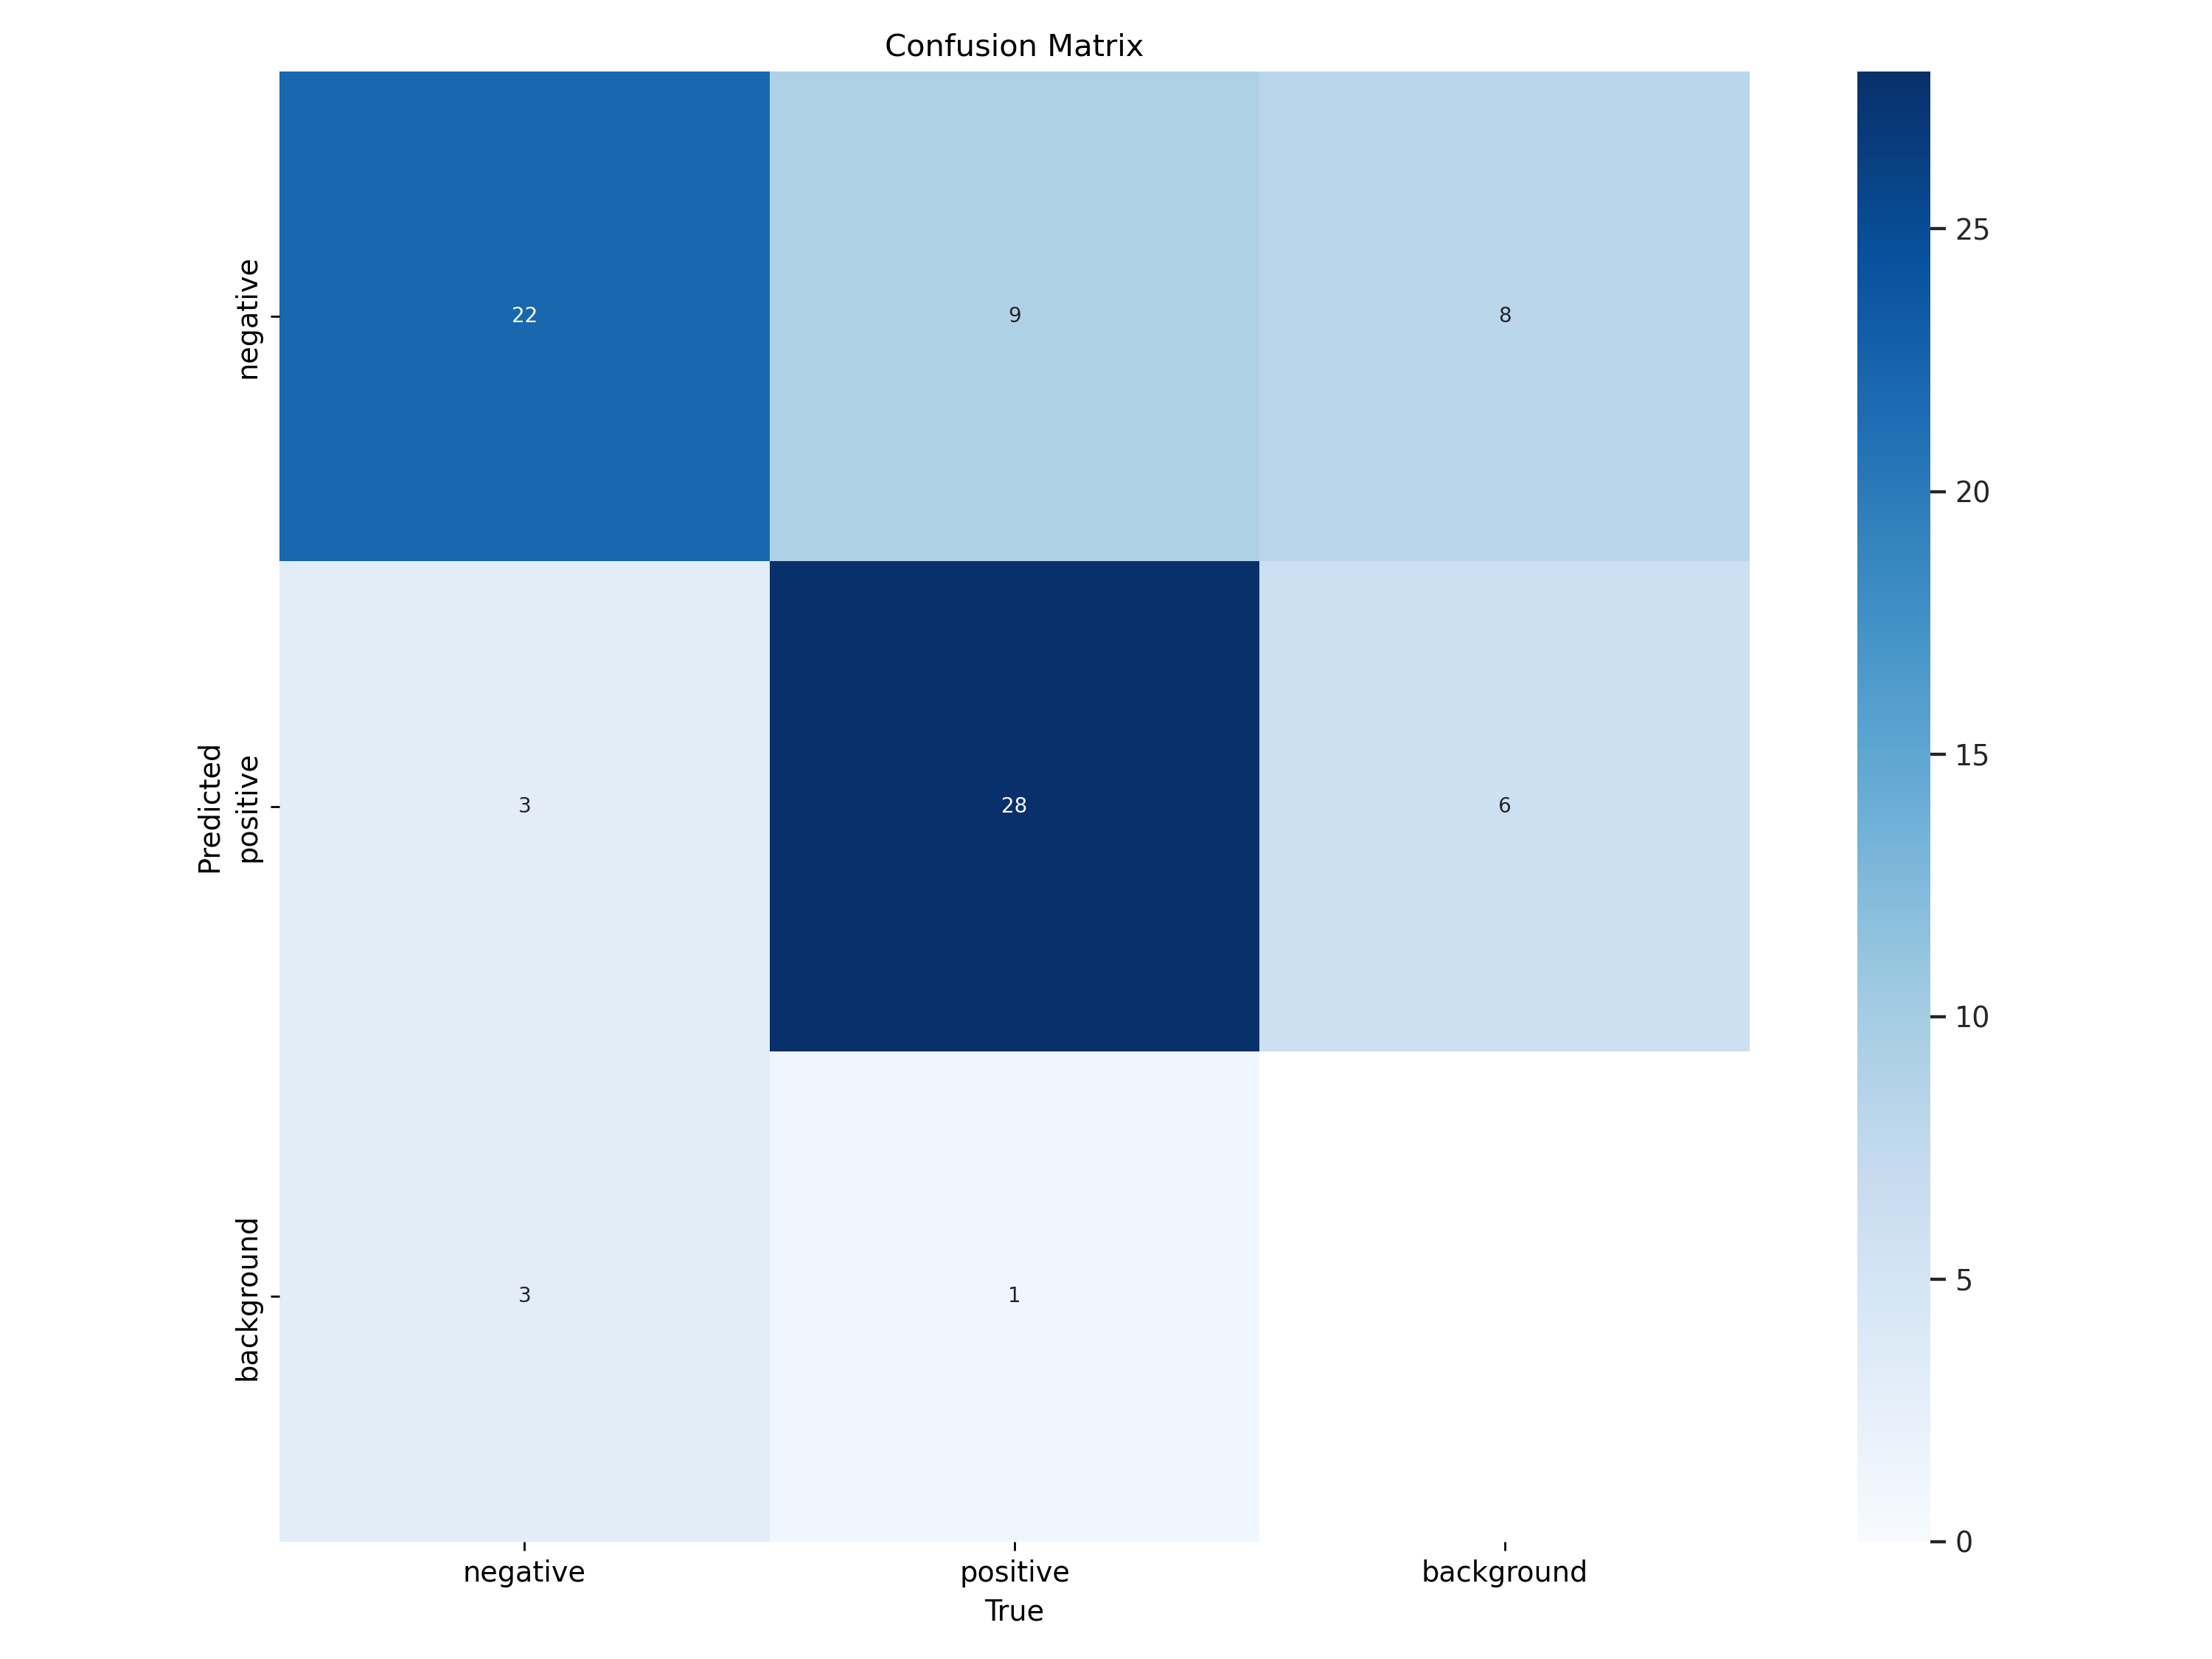 Confusion Matrix
negative
22
9
8
25
20
Predicted
positive
3
28
6
15
10
background
3
1
5
0
negative
positive
background
True